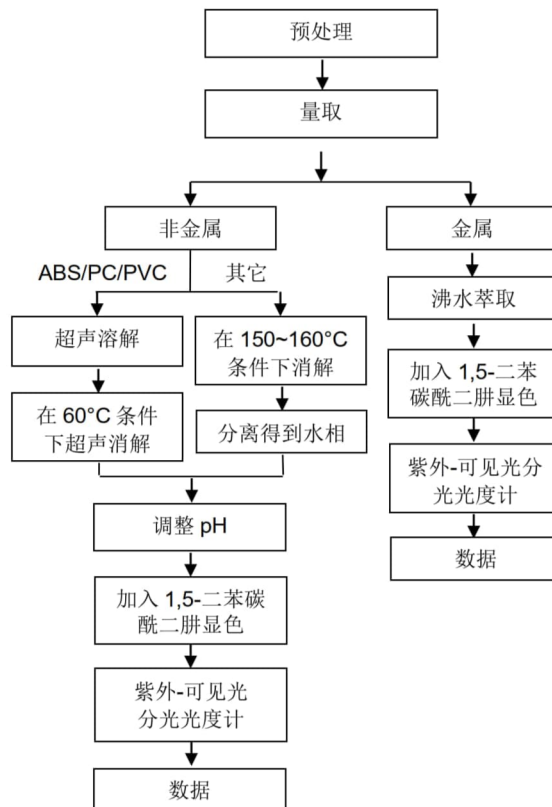 预处理
量取
非金属
金属
ABS/PC/PVC
其它
沸水萃取
超声溶解
在 150~160°C
条件下消解
加入 1,5-二苯
碳酰二肼显色
在 60°C 条件
下超声消解
分离得到水相
紫外-可见光分
光光度计
调整 pH
数据
加入 1,5-二苯碳
酰二肼显色
紫外-可见光
分光光度计
数据